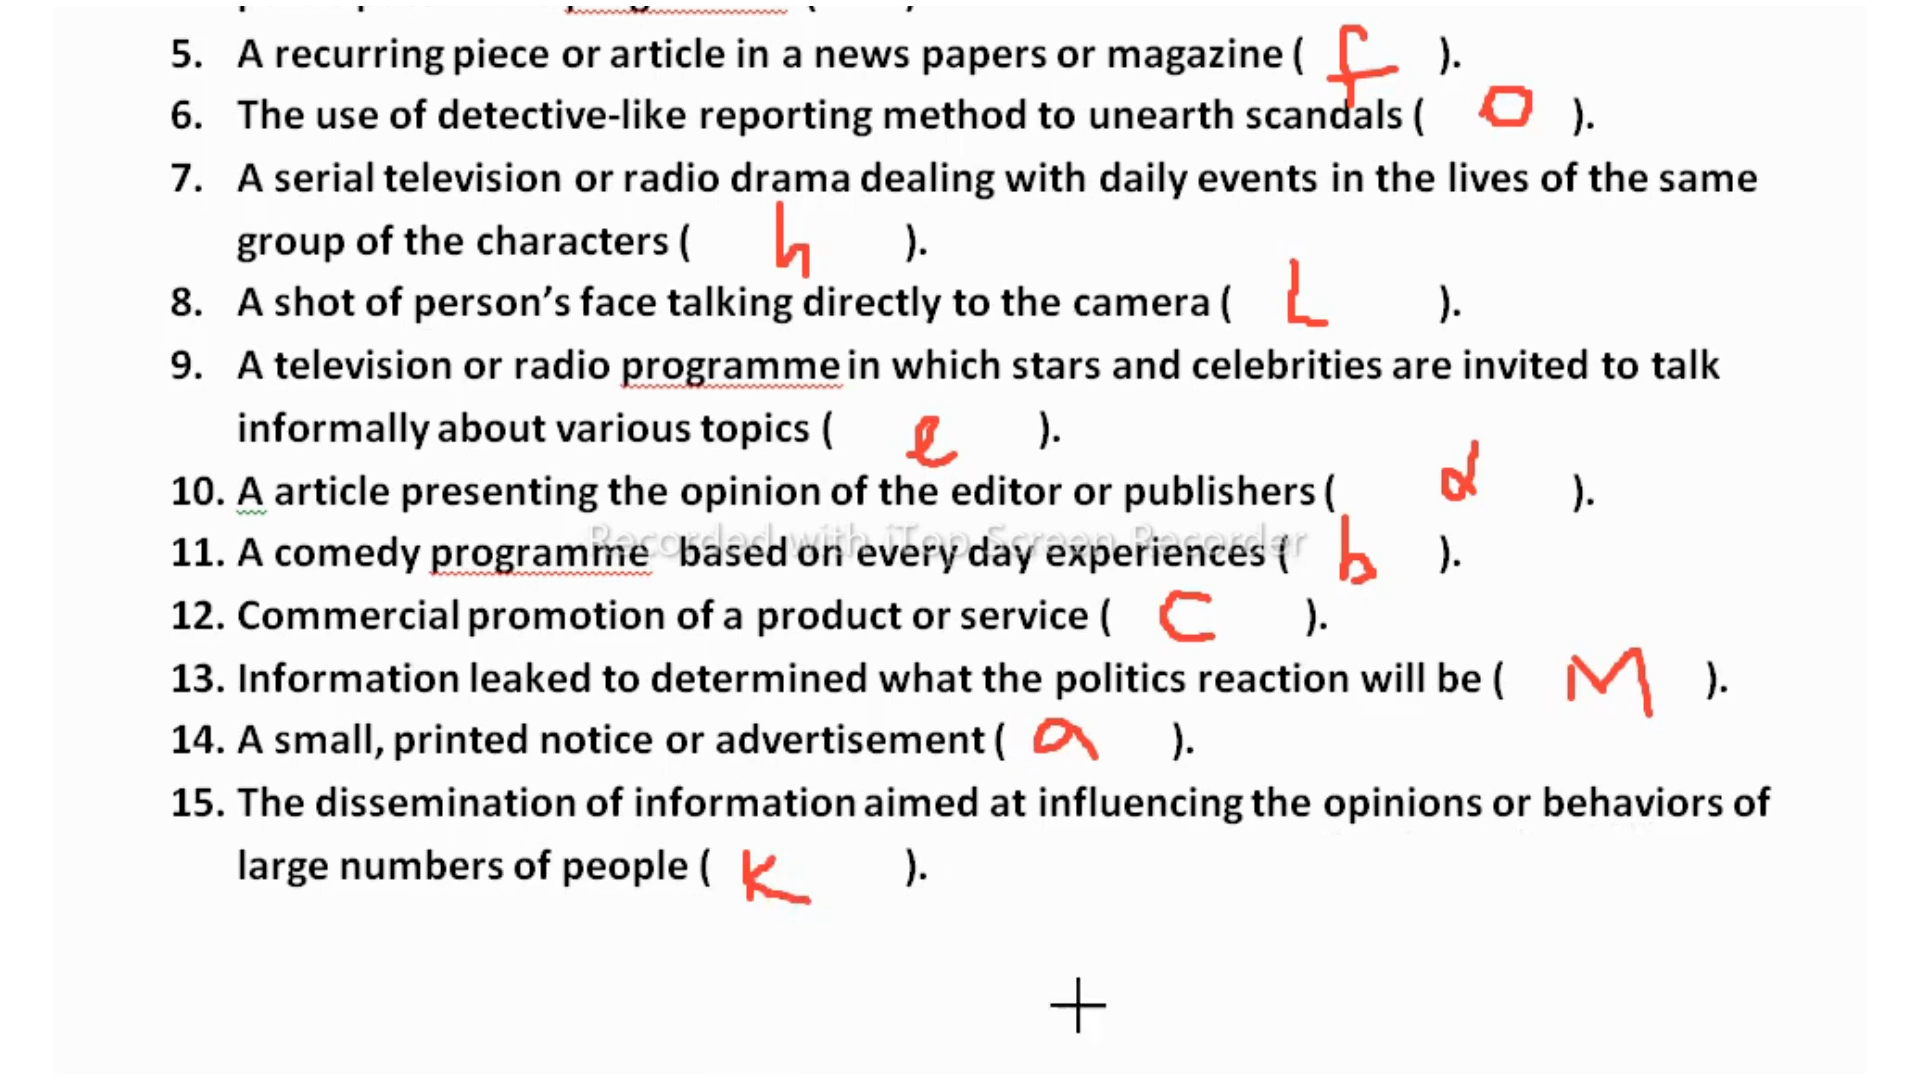 5. A recurring piece or article in a news papers or magazine ( f ).
6. The use of detective-like reporting method to unearth scandals ( o ).
7. A serial television or radio drama dealing with daily events in the lives of the same
group of the characters ( h ).
8. A shot of person's face talking directly to the camera ( L ).
9. A television or radio programme in which stars and celebrities are invited to talk
informally about various topics ( e ).
10. A article presenting the opinion of the editor or publishers ( d ).
Recorded with iTop Screen Recorder
11. A comedy programme based on every day experiences ( b ).
12. Commercial promotion of a product or service ( C ).
13. Information leaked to determined what the politics reaction will be ( M ).
14. A small, printed notice or advertisement ( a ).
15. The dissemination of information aimed at influencing the opinions or behaviors of
large numbers of people ( K ).